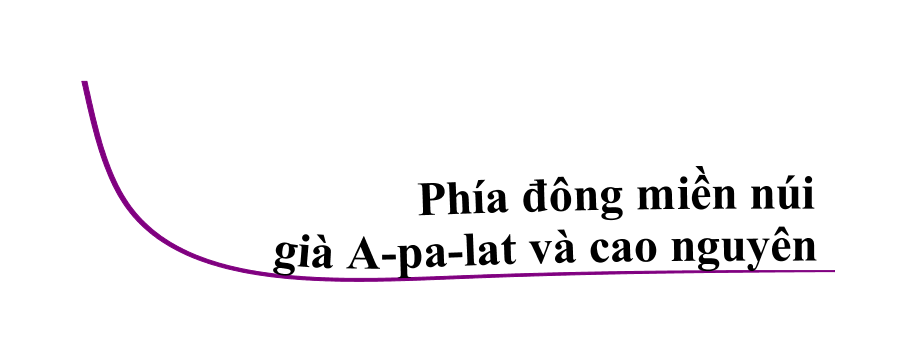 Phía đông miền núi
già A-pa-lat và cao nguyên